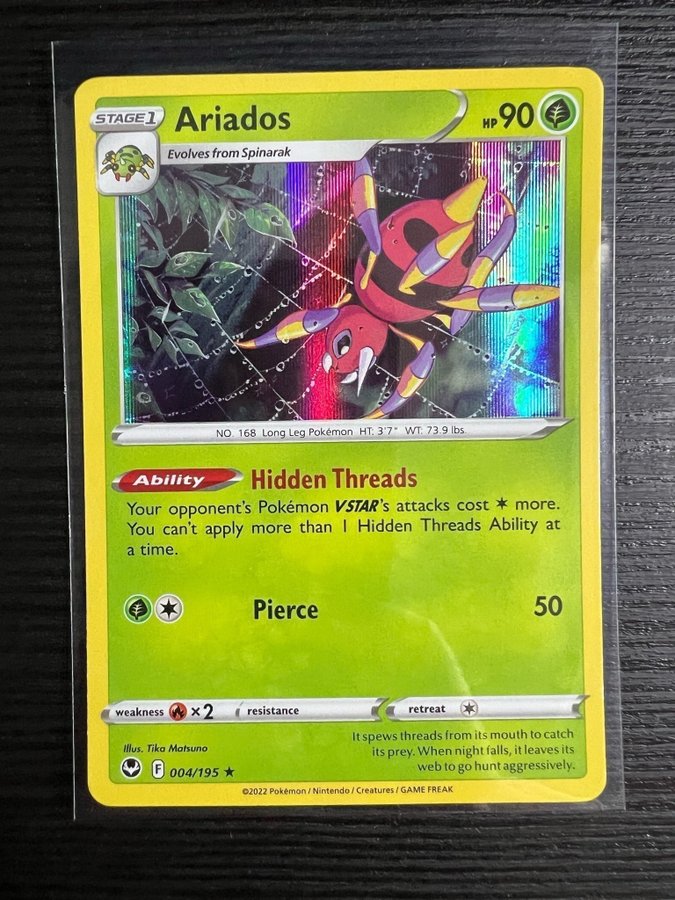 STAGE1 Ariados HP 90
Evolves from Spinarak
NO. 168 Long Leg Pokémon HT: 3'7" WT: 73.9 lbs.
Ability Hidden Threads
Your opponent's Pokémon VSTAR's attacks cost more.
You can't apply more than 1 Hidden Threads Ability at
a time.
Pierce 50
weakness ×2 resistance retreat
It spews threads from its mouth to catch
its prey. When night falls, it leaves its
web to go hunt aggressively.
Illus. Tika Matsuno
F 004/195 ★
©2022 Pokémon / Nintendo / Creatures / GAME FREAK